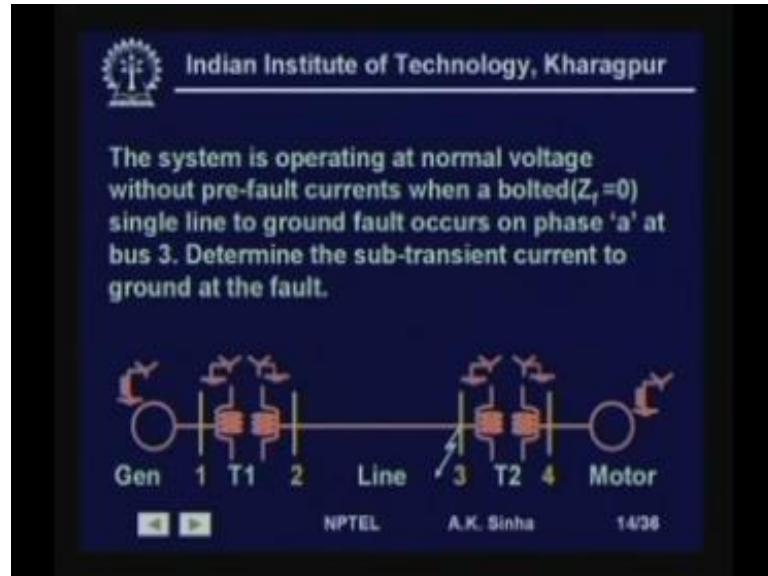 Indian Institute of Technology, Kharagpur
The system is operating at normal voltage
without pre-fault currents when a bolted(Zf =0)
single line to ground fault occurs on phase 'a' at
bus 3. Determine the sub-transient current to
ground at the fault.
Gen 1 T1 2 Line 3 T2 4 Motor
NPTEL A.K. Sinha 14/36